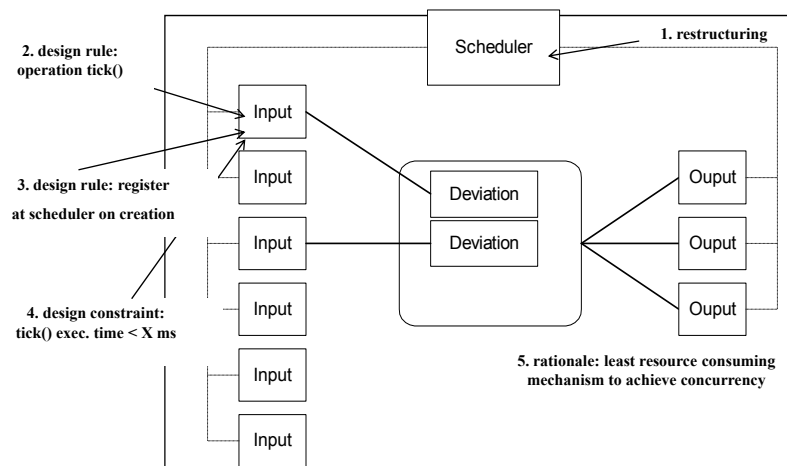 Scheduler
1. restructuring
2. design rule:
operation tick()
Input
Input
3. design rule: register
at scheduler on creation
Input
Input
4. design constraint:
tick() exec. time < X ms
Input
Input
Deviation
Deviation
Ouput
Ouput
Ouput
5. rationale: least resource consuming
mechanism to achieve concurrency